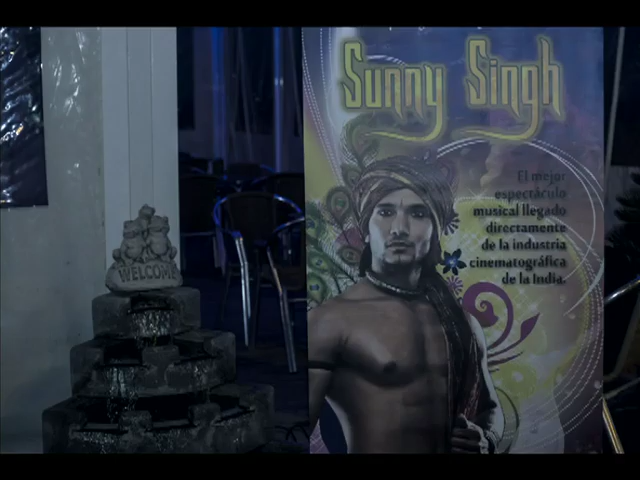 Sunny Singh
El mejor
espectáculo
musical llegado
directamente
de la industria
cinematográfica
de la India.
WELCOME